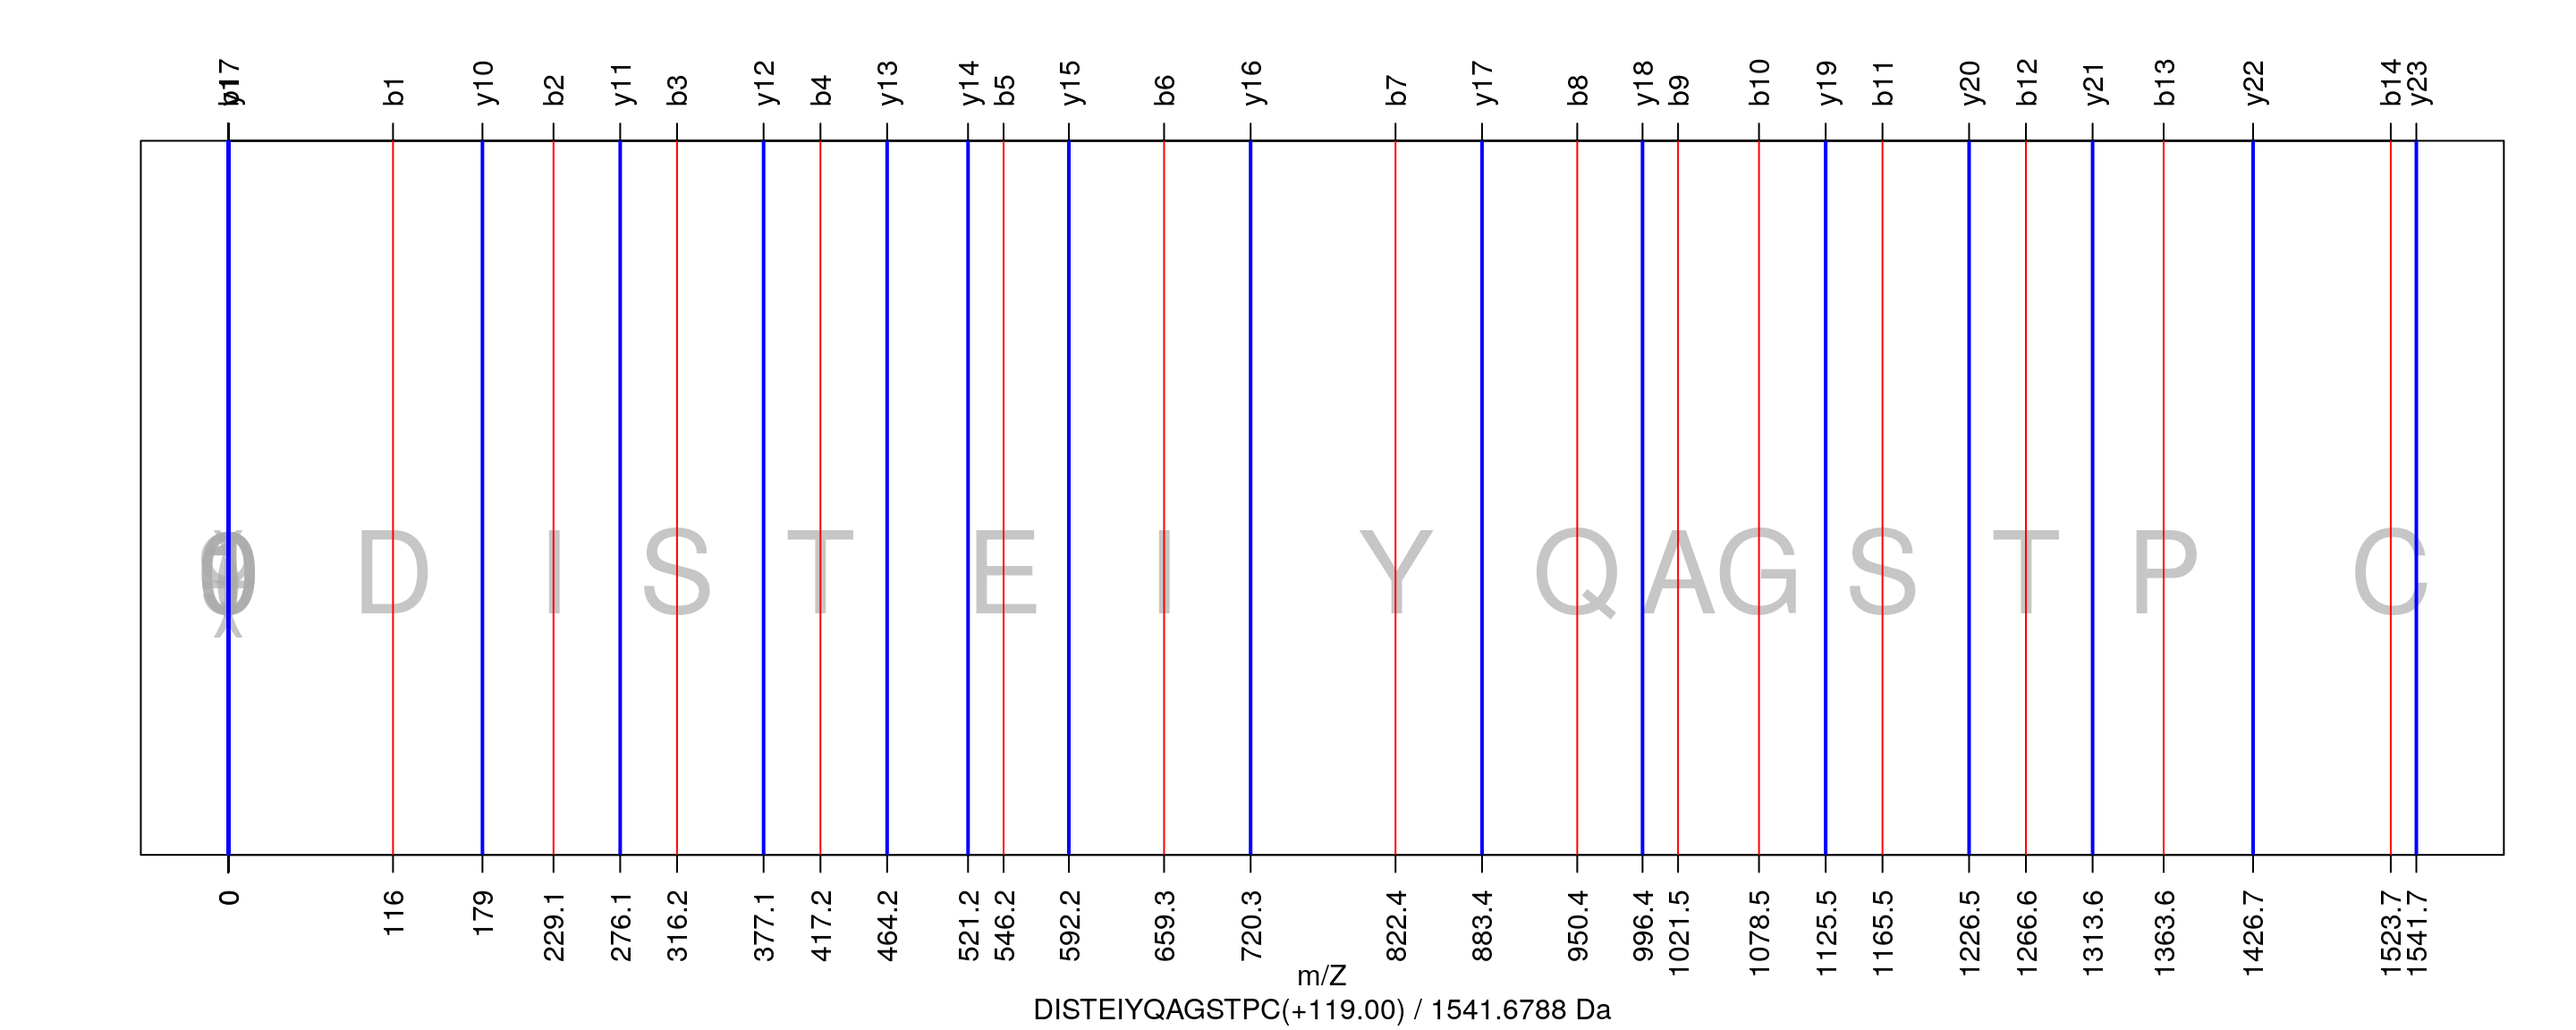 b1 y10 b2 y11 b3 y12 b4 y13 y14 b5 y15 b6 y16 b7 y17 b8 y18 b9 b10 y19 b11 y20 b12 y21 b13 y22 b14 y23
D I S T E I Y Q A G S T P C
0 116 179 229.1 276.1 316.2 377.1 417.2 464.2 521.2 546.2 592.2 659.3 720.3 822.4 883.4 950.4 996.4 1021.5 1078.5 1125.5 1165.5 1226.5 1266.6 1313.6 1363.6 1426.7 1523.7 1541.7
m/Z
DISTEIYQAGSTPC(+119.00) / 1541.6788 Da